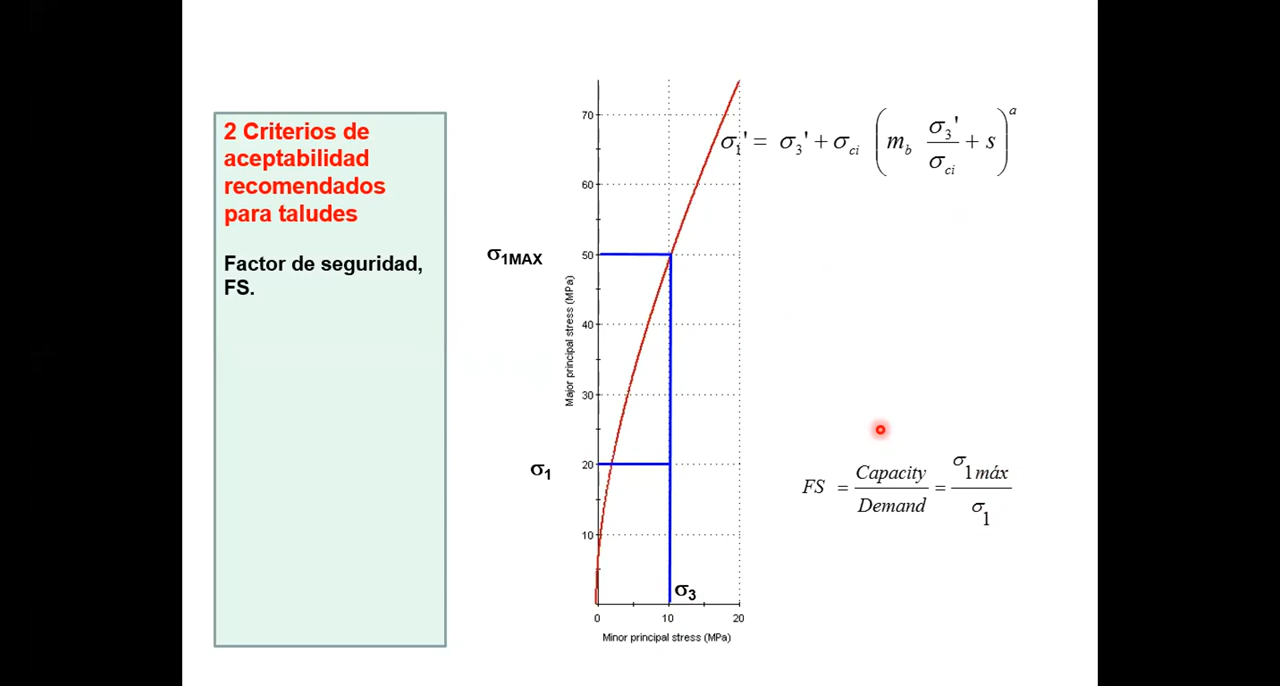 2 Criterios de
aceptabilidad
recomendados
para taludes
Factor de seguridad,
FS.
σ1MAX
σ1
Major principal stress (MPa)
70
60
50
40
30
20
10
σ3
0 10 20
Minor principal stress (MPa)
σ1' = σ3' + σci (mb σ3'/σci + s)^a
FS = Capacity/Demand = σ1máx/σ1